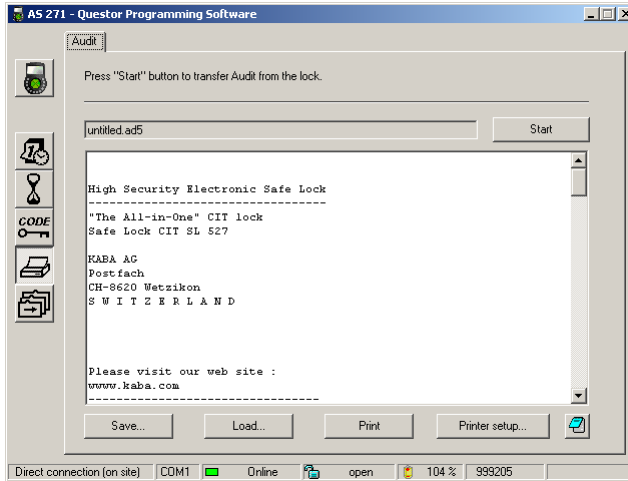 AS 271 - Questor Programming Software
Audit
Press "Start" button to transfer Audit from the lock.
untitled.ad5
Start
High Security Electronic Safe Lock
----------------------------------
"The All-in-One" CIT lock
Safe Lock CIT SL 527
KABA AG
Postfach
CH-8620 Wetzikon
S W I T Z E R L A N D
Please visit our web site :
www.kaba.com
---------------------------------
CODE
Save...
Load...
Print
Printer setup...
Direct connection (on site)
COM1
Online
open
104 %
999205